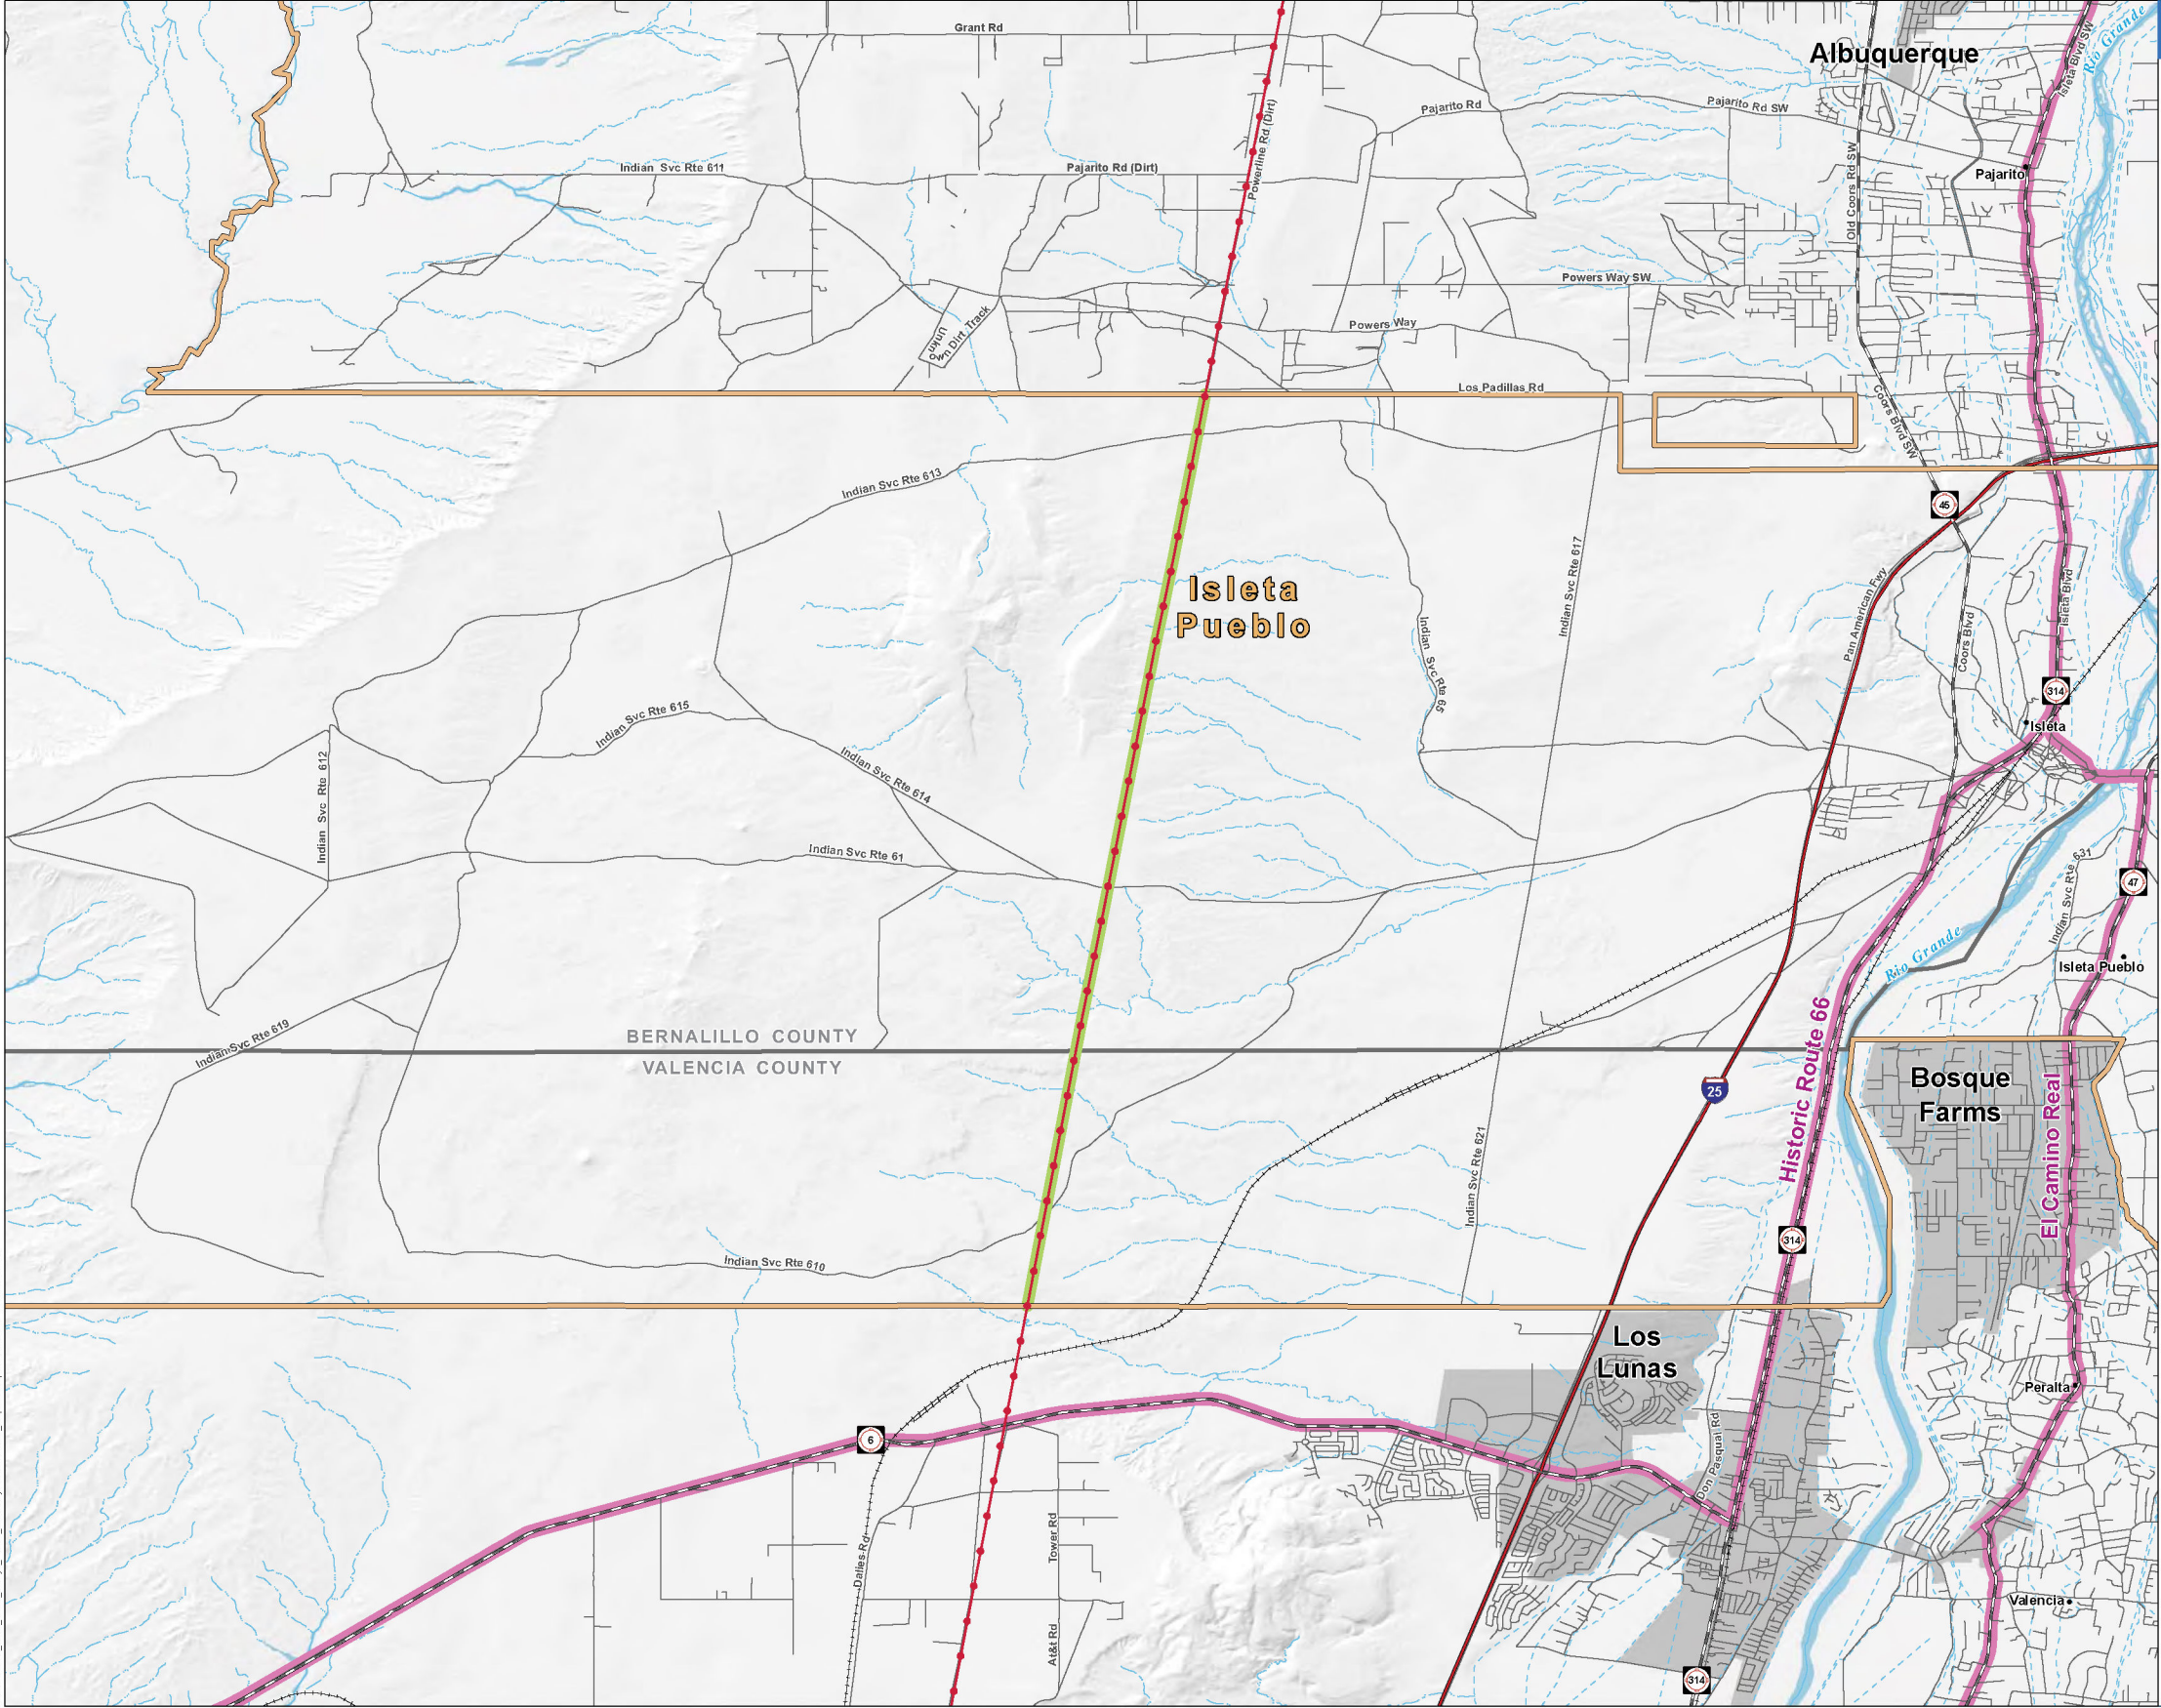 Grant Rd
Albuquerque
Isleta Blvd SW
Rio Grande
Pajarito Rd
Pajarito Rd SW
Powerline Rd (Dirt)
Indian Svc Rte 611
Pajarito Rd (Dirt)
Pajarito
Old Coors Rd SW
Powers Way SW
Unkn
own Dirt Track
Powers Way
Los Padillas Rd
Coors Blvd SW
Indian Svc Rte 613
45
Isleta
Pueblo
Indian Svc Rte 617
Pan American Fwy
Coors Blvd
Isleta Blvd
Indian Svc Rte 65
314
Isleta
Indian Svc Rte 615
Indian Svc Rte 612
Indian Svc Rte 614
Indian Svc Rte 61
Indian Svc Rte 631
47
Rio Grande
Isleta Pueblo
Indian Svc Rte 619
BERNALILLO COUNTY
VALENCIA COUNTY
25
Historic Route 66
Bosque
Farms
El Camino Real
Indian Svc Rte 621
314
Indian Svc Rte 610
Los
Lunas
Peralta
6
Don Pasqual Rd
Dalies Rd
Tower Rd
Valencia
At&t Rd
314